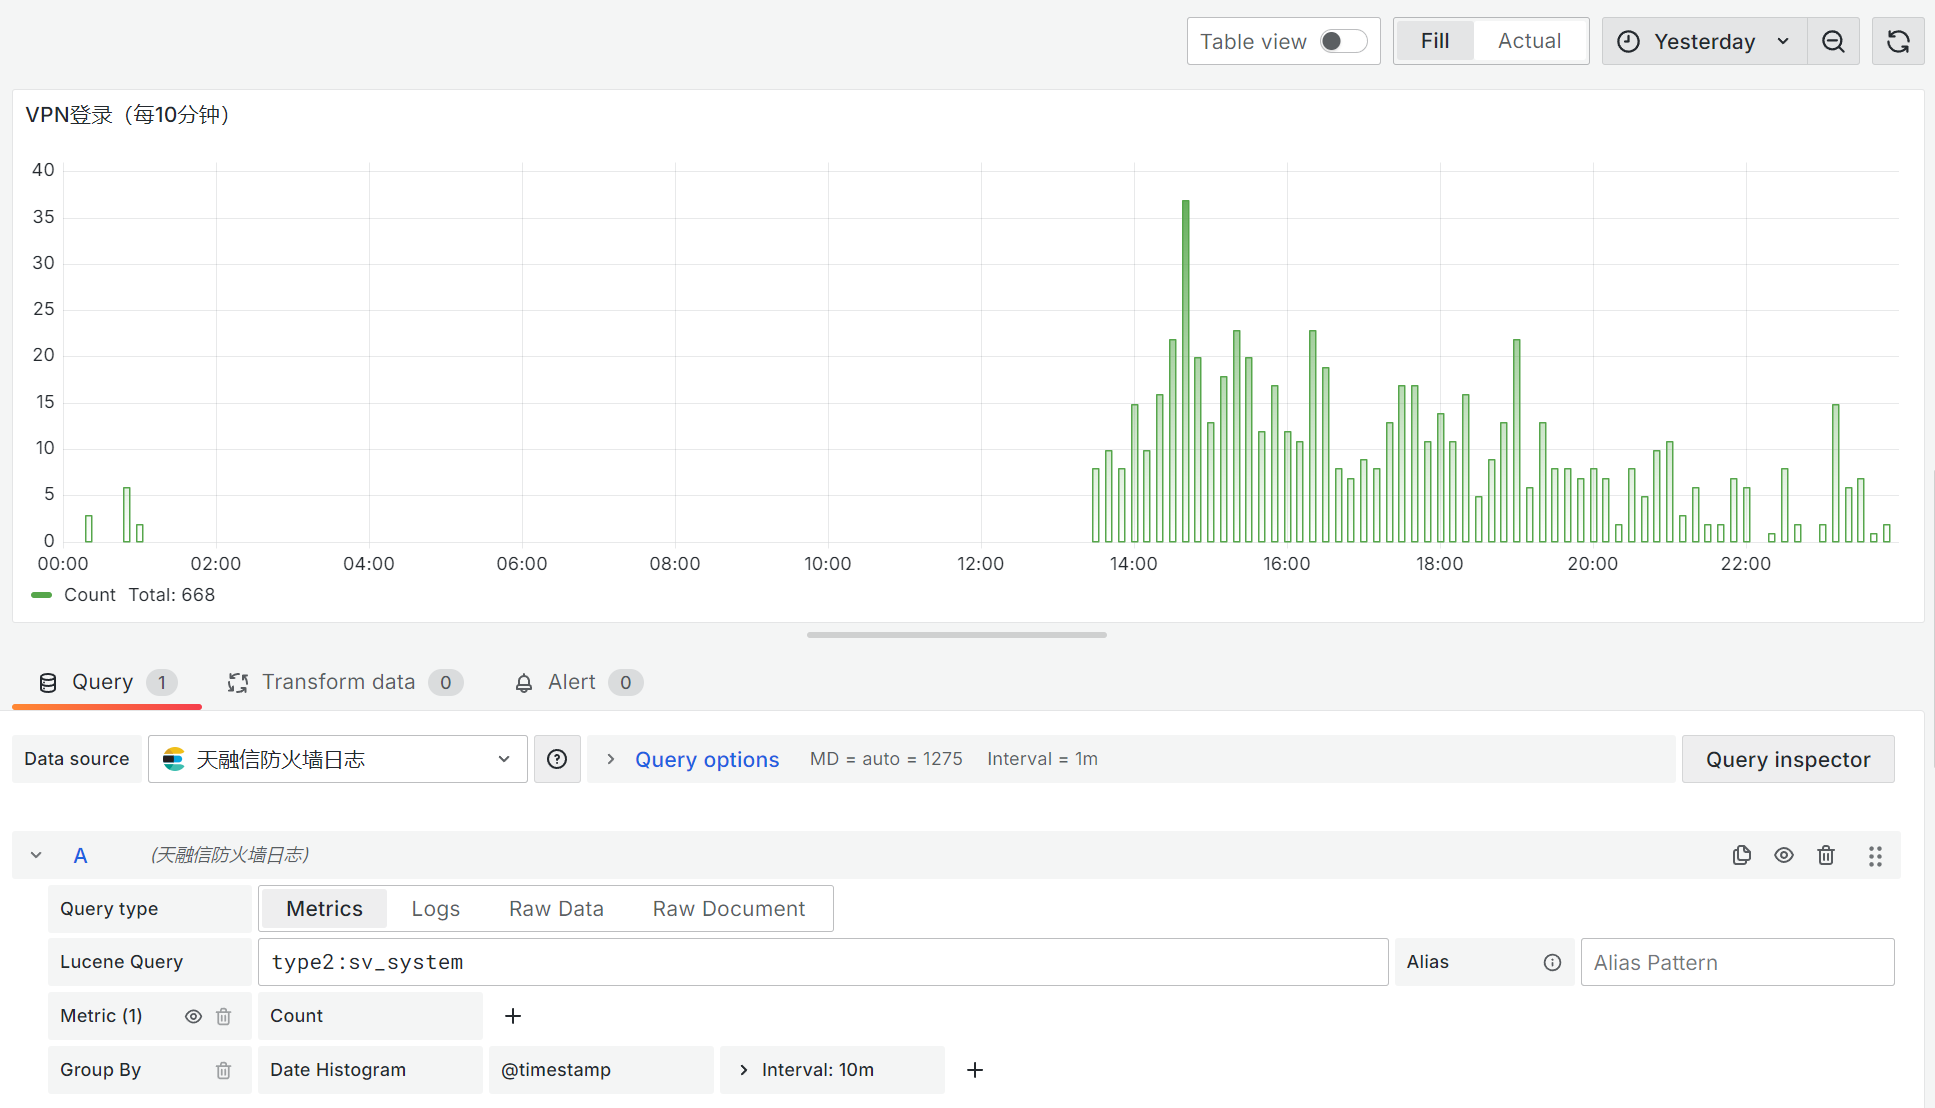 Table view Fill Actual Yesterday
VPN登录（每10分钟）
40
35
30
25
20
15
10
5
0
00:00 02:00 04:00 06:00 08:00 10:00 12:00 14:00 16:00 18:00 20:00 22:00
Count Total: 668
Query 1 Transform data 0 Alert 0
Data source 天融信防火墙日志 Query options MD = auto = 1275 Interval = 1m Query inspector
A (天融信防火墙日志)
Query type Metrics Logs Raw Data Raw Document
Lucene Query type2:sv_system Alias Alias Pattern
Metric (1) Count
Group By Date Histogram @timestamp Interval: 10m